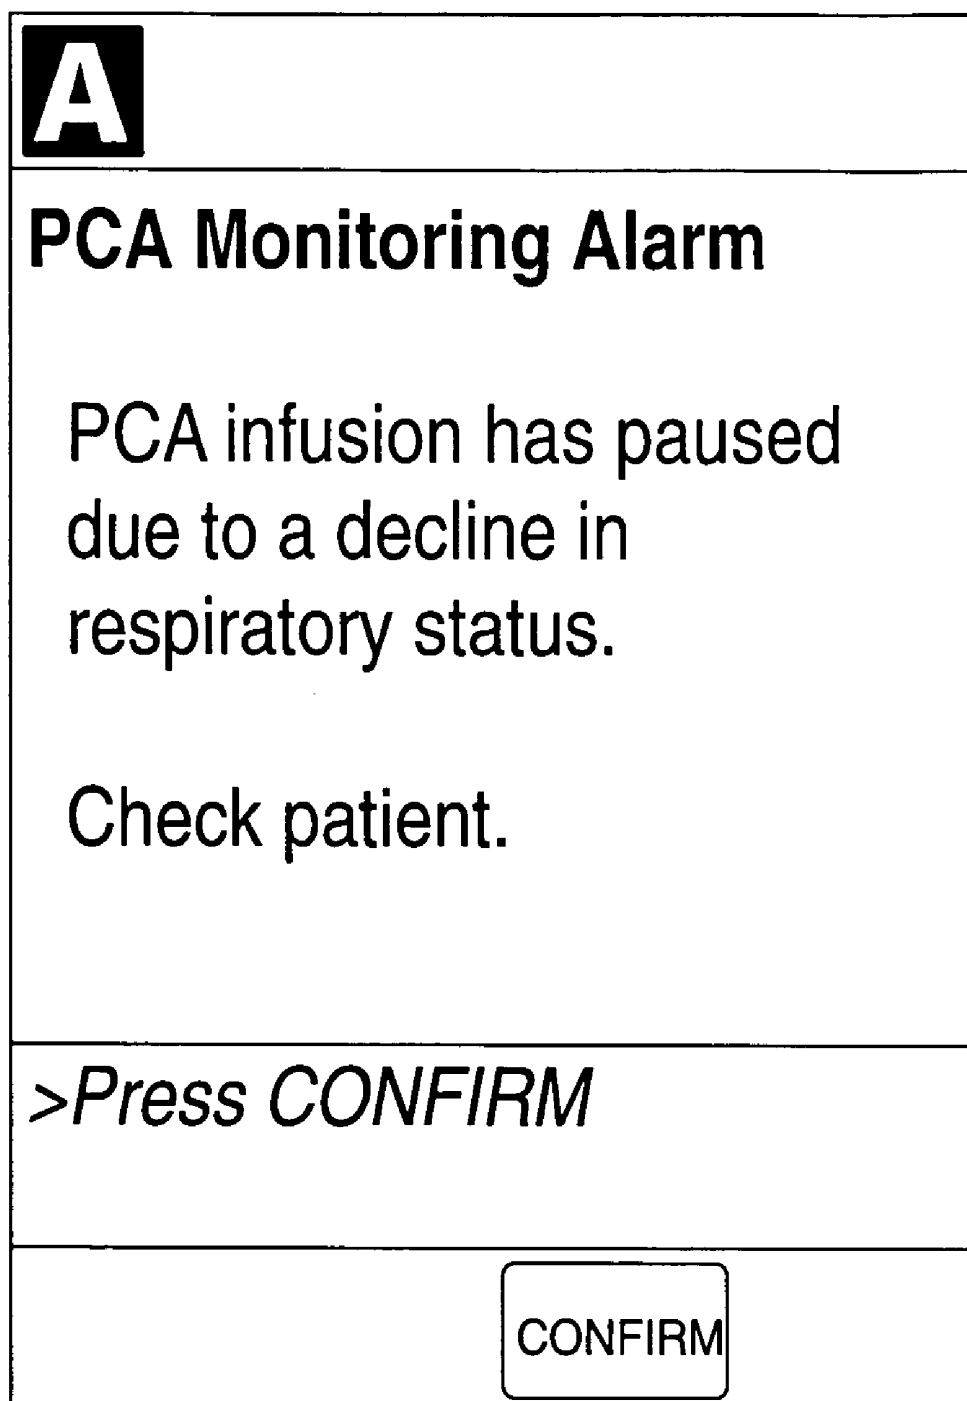 A
PCA Monitoring Alarm
PCA infusion has paused
due to a decline in
respiratory status.
Check patient.
>Press CONFIRM
CONFIRM